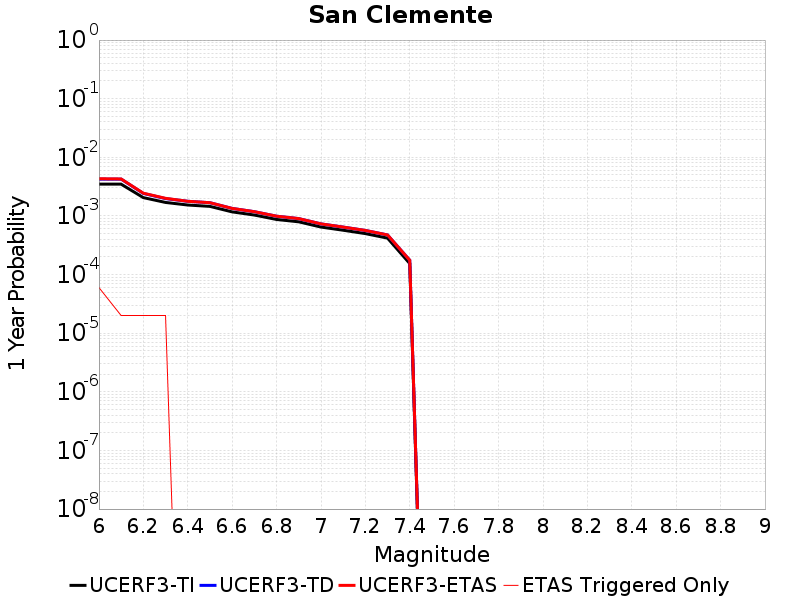 San Clemente
10^0
10^-1
10^-2
10^-3
10^-4
10^-5
10^-6
10^-7
10^-8
1 Year Probability
6 6.2 6.4 6.6 6.8 7 7.2 7.4 7.6 7.8 8 8.2 8.4 8.6 8.8 9
Magnitude
UCERF3-TI UCERF3-TD UCERF3-ETAS ETAS Triggered Only